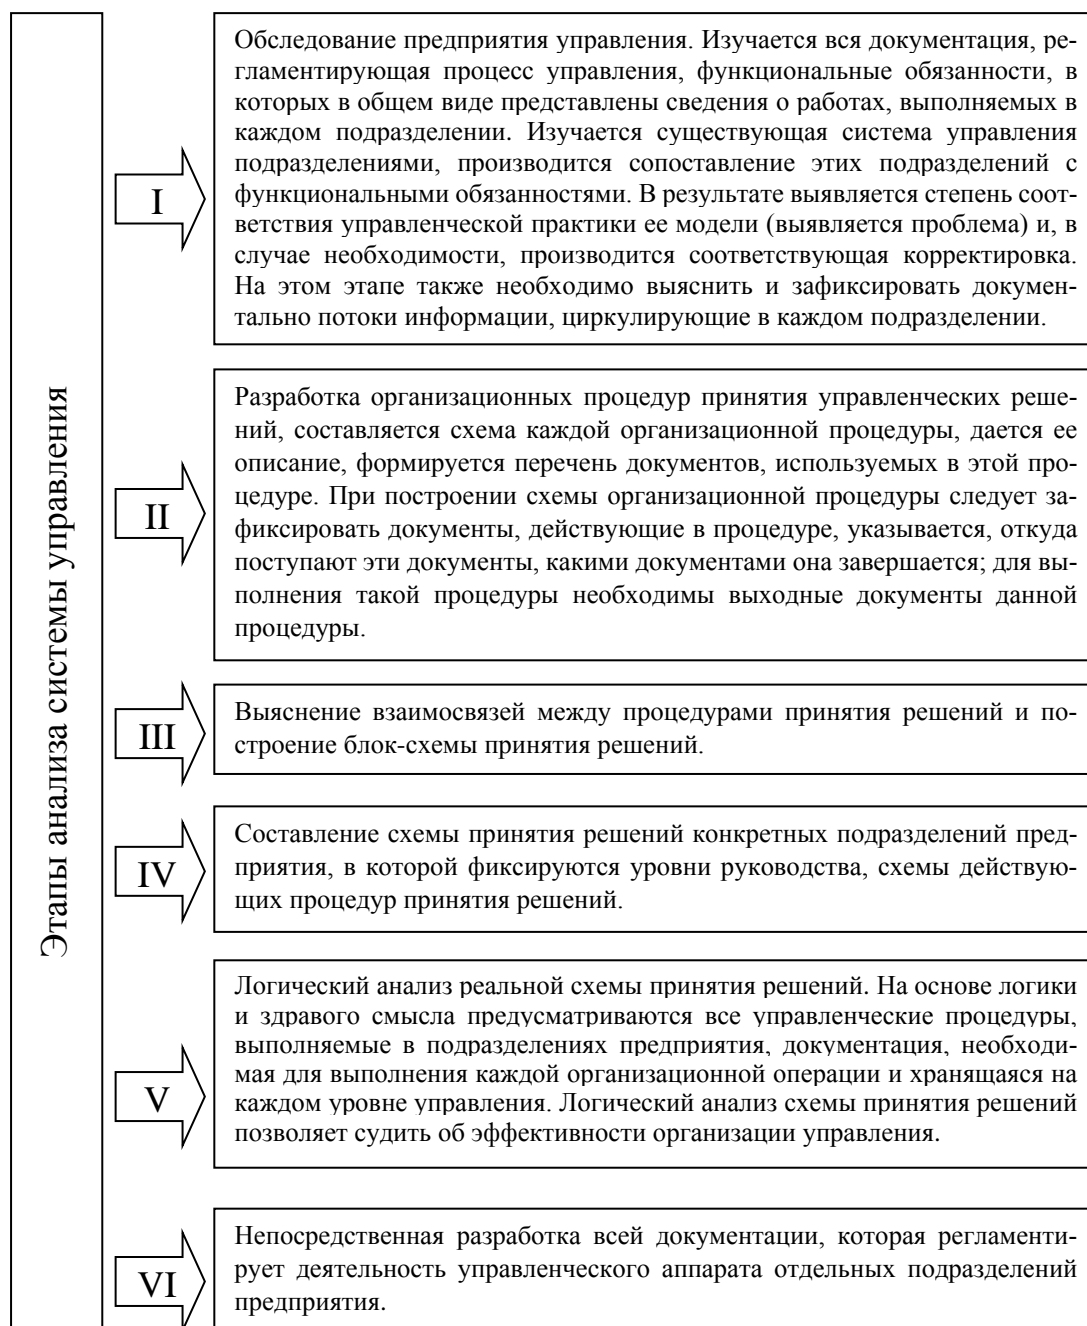 Этапы анализа системы управления
I
Обследование предприятия управления. Изучается вся документация, ре-
гламентирующая процесс управления, функциональные обязанности, в
которых в общем виде представлены сведения о работах, выполняемых в
каждом подразделении. Изучается существующая система управления
подразделениями, производится сопоставление этих подразделений с
функциональными обязанностями. В результате выявляется степень соот-
ветствия управленческой практики ее модели (выявляется проблема) и, в
случае необходимости, производится соответствующая корректировка.
На этом этапе также необходимо выяснить и зафиксировать докумен-
тально потоки информации, циркулирующие в каждом подразделении.
II
Разработка организационных процедур принятия управленческих реше-
ний, составляется схема каждой организационной процедуры, дается ее
описание, формируется перечень документов, используемых в этой про-
цедуре. При построении схемы организационной процедуры следует за-
фиксировать документы, действующие в процедуре, указывается, откуда
поступают эти документы, какими документами она завершается; для вы-
полнения такой процедуры необходимы выходные документы данной
процедуры.
III
Выяснение взаимосвязей между процедурами принятия решений и по-
строение блок-схемы принятия решений.
IV
Составление схемы принятия решений конкретных подразделений пред-
приятия, в которой фиксируются уровни руководства, схемы действую-
щих процедур принятия решений.
V
Логический анализ реальной схемы принятия решений. На основе логики
и здравого смысла предусматриваются все управленческие процедуры,
выполняемые в подразделениях предприятия, документация, необходи-
мая для выполнения каждой организационной операции и хранящаяся на
каждом уровне управления. Логический анализ схемы принятия решений
позволяет судить об эффективности организации управления.
VI
Непосредственная разработка всей документации, которая регламенти-
рует деятельность управленческого аппарата отдельных подразделений
предприятия.